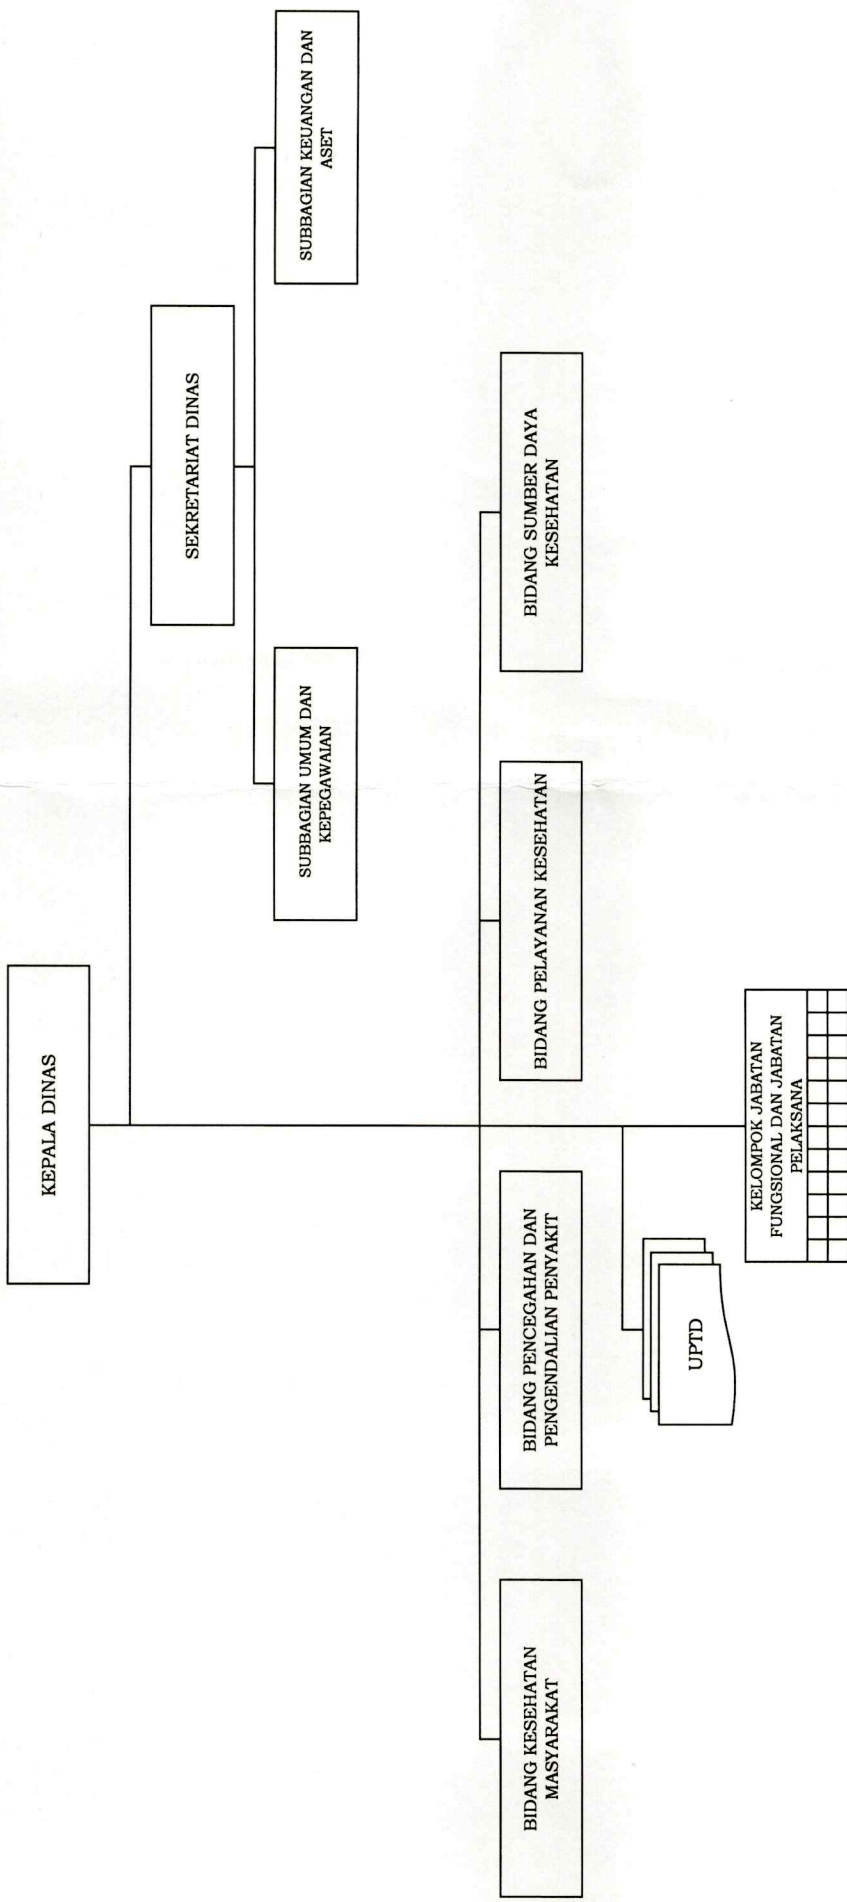 KEPALA DINAS
SEKRETARIAT DINAS
SUBBAGIAN UMUM DAN
KEPEGAWAIAN
SUBBAGIAN KEUANGAN DAN
ASET
BIDANG KESEHATAN
MASYARAKAT
BIDANG PENCEGAHAN DAN
PENGENDALIAN PENYAKIT
BIDANG PELAYANAN KESEHATAN
BIDANG SUMBER DAYA
KESEHATAN
UPTD
KELOMPOK JABATAN
FUNGSIONAL DAN JABATAN
PELAKSANA